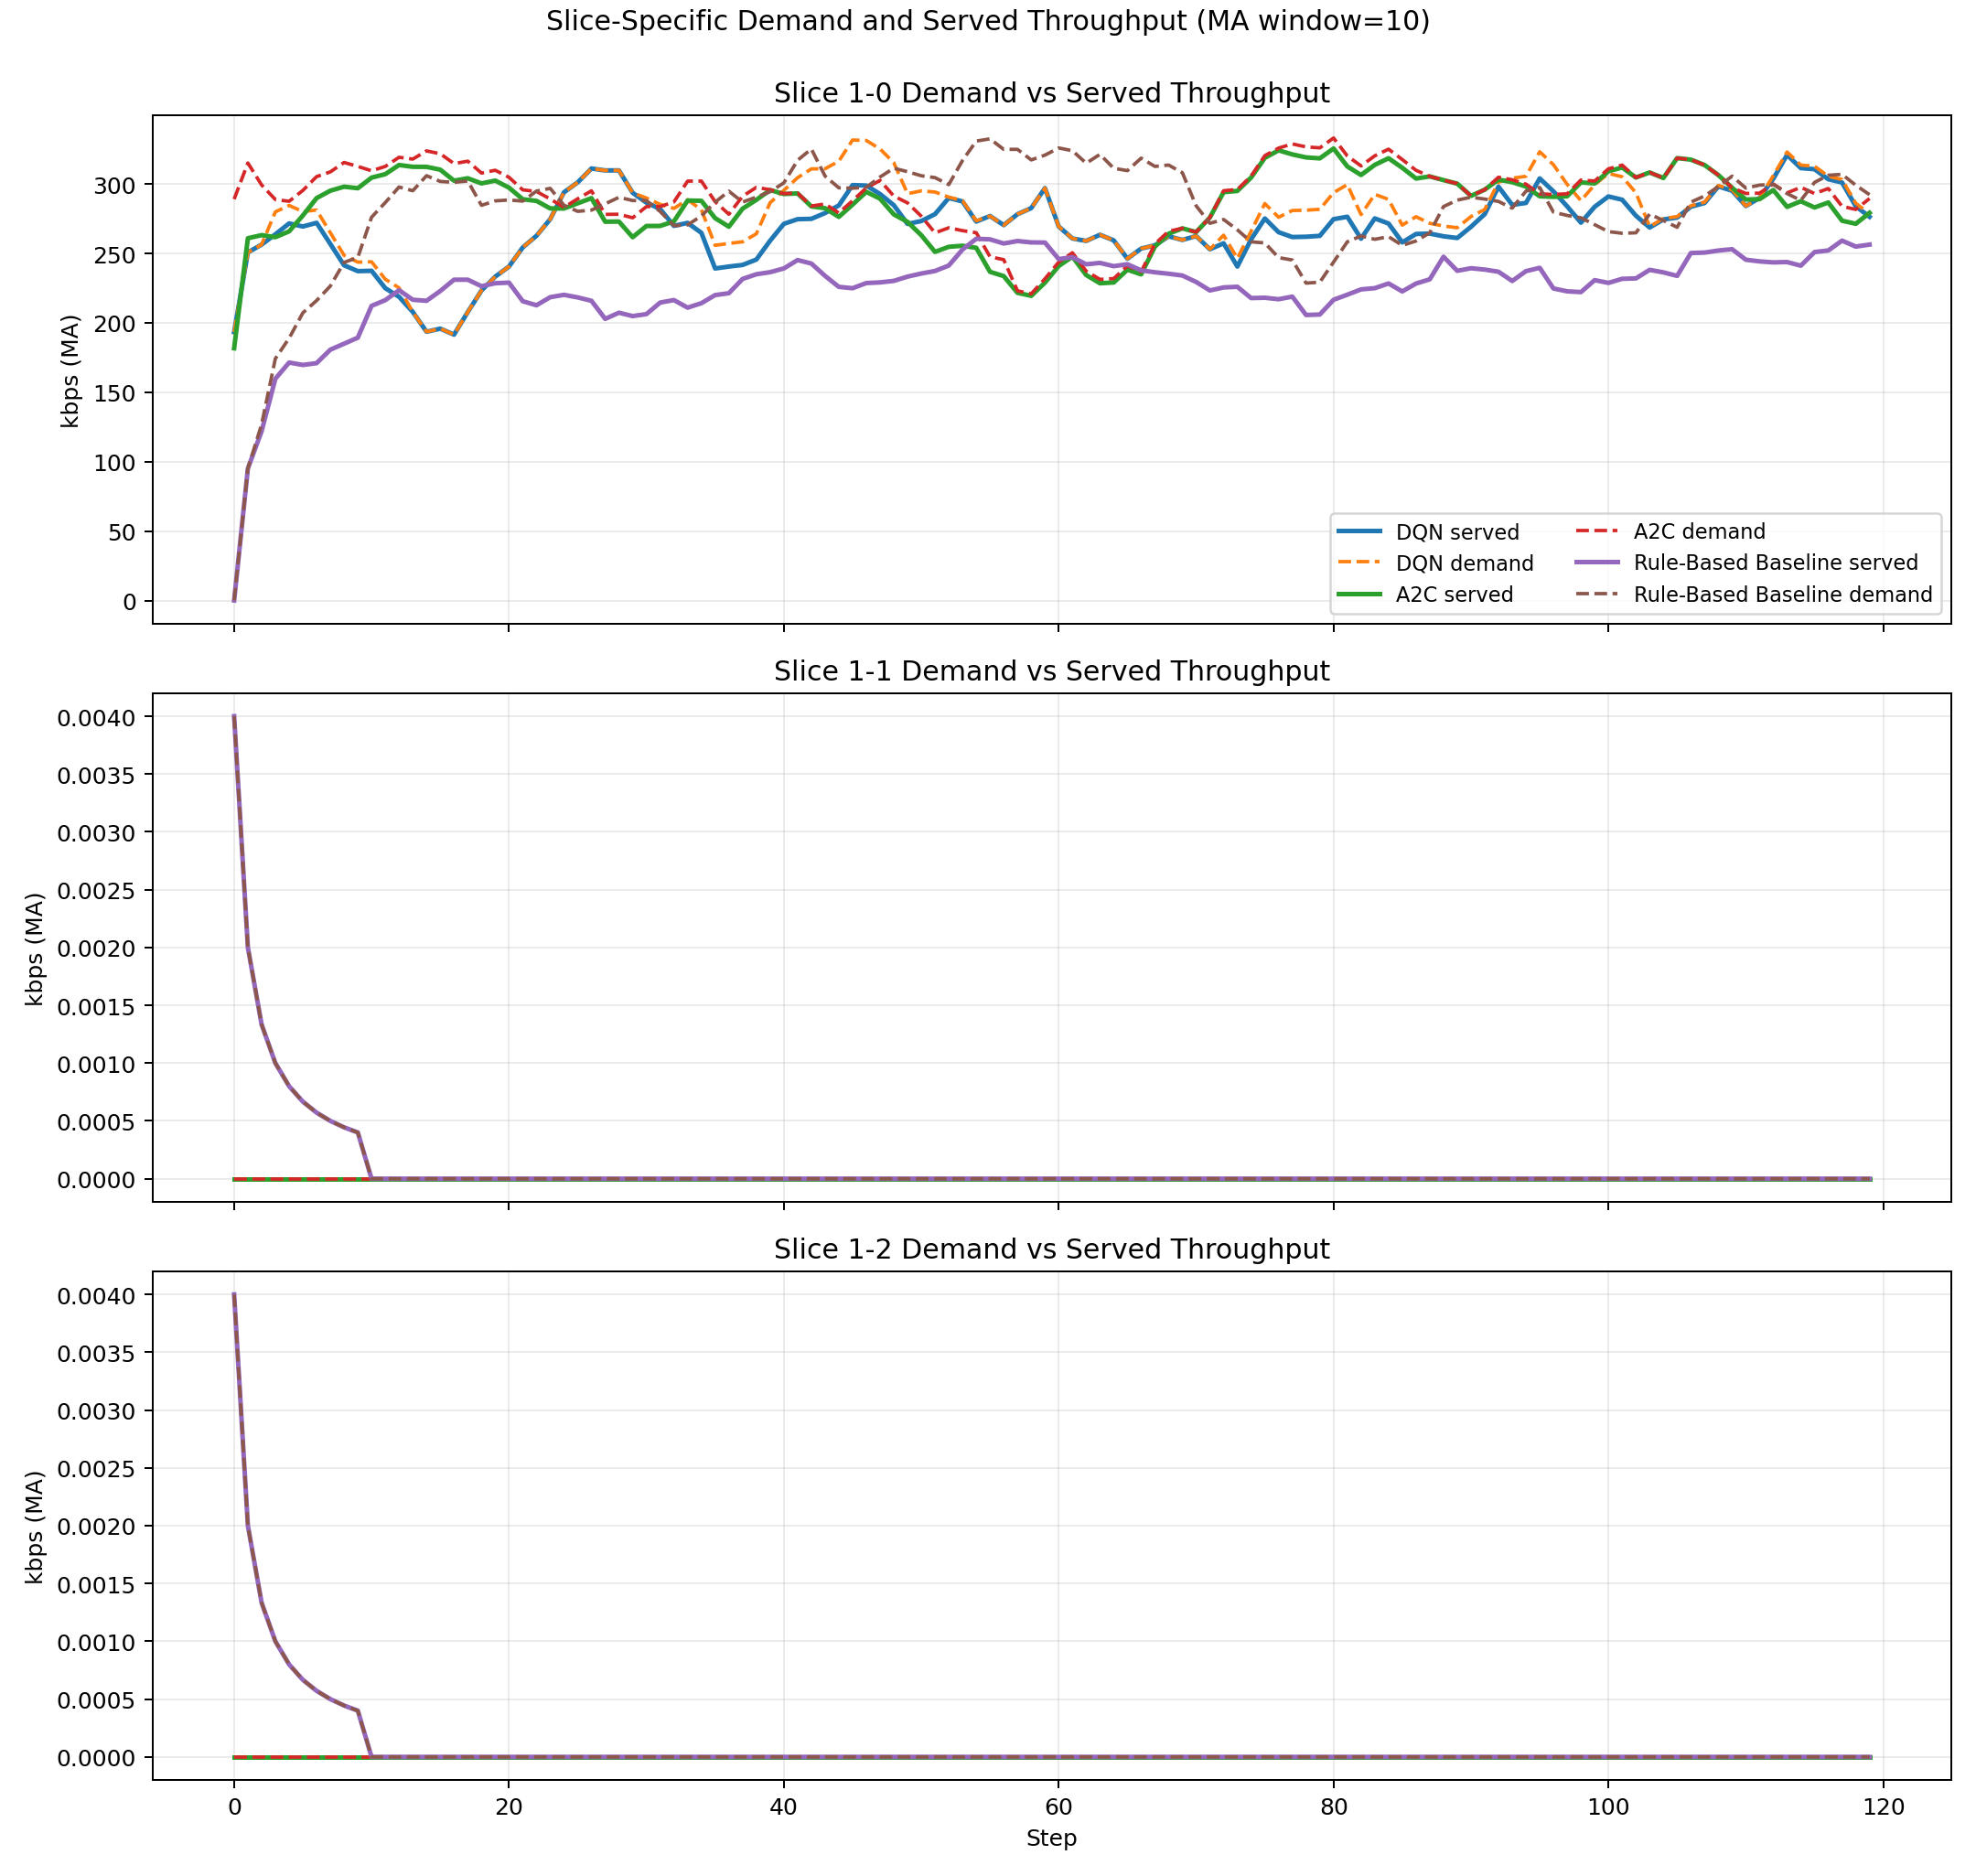 Slice-Specific Demand and Served Throughput (MA window=10)
Slice 1-0 Demand vs Served Throughput
300
250
200
150
100
50
0
kbps (MA)
DQN served
DQN demand
A2C served
A2C demand
Rule-Based Baseline served
Rule-Based Baseline demand
Slice 1-1 Demand vs Served Throughput
0.0040
0.0035
0.0030
0.0025
0.0020
0.0015
0.0010
0.0005
0.0000
kbps (MA)
Slice 1-2 Demand vs Served Throughput
0.0040
0.0035
0.0030
0.0025
0.0020
0.0015
0.0010
0.0005
0.0000
kbps (MA)
0 20 40 60 80 100 120
Step